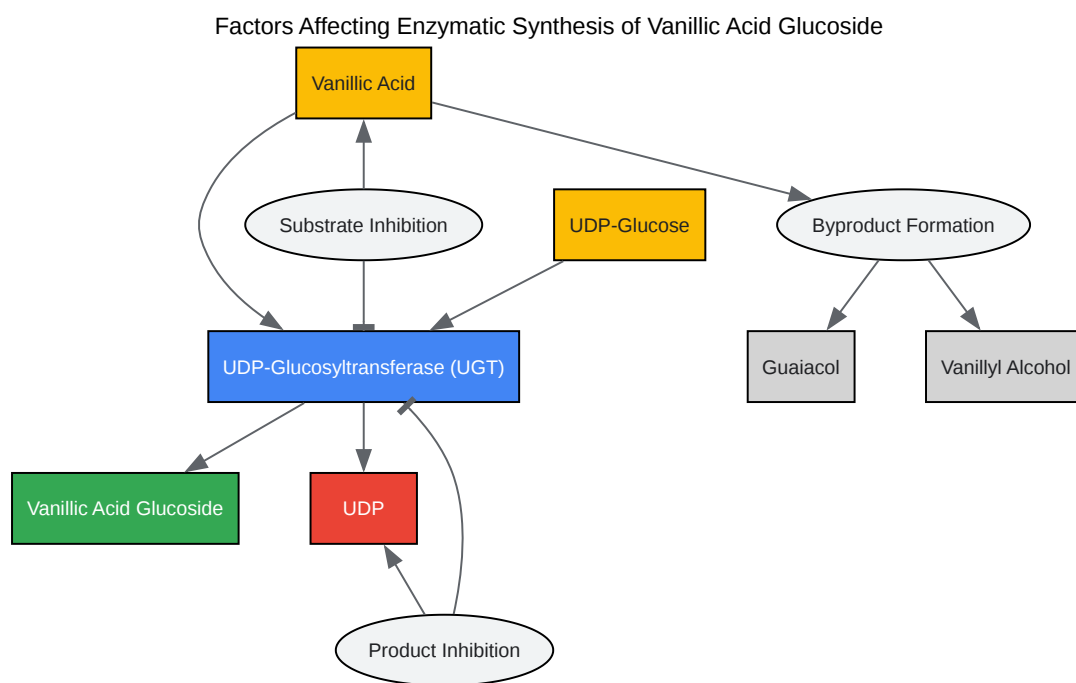 Factors Affecting Enzymatic Synthesis of Vanillic Acid Glucoside
Vanillic Acid
Substrate Inhibition
UDP-Glucose
Byproduct Formation
UDP-Glucosyltransferase (UGT)
Guaiacol
Vanillyl Alcohol
Vanillic Acid Glucoside
UDP
Product Inhibition